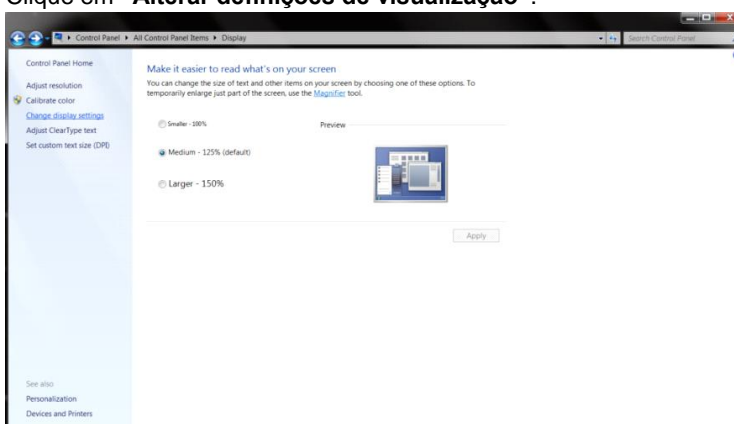 Clique em "Alterar definições de visualização".
Control Panel ▸ All Control Panel Items ▸ Display
Search Control Panel
Control Panel Home
Adjust resolution
Calibrate color
Change display settings
Adjust ClearType text
Set custom text size (DPI)
Make it easier to read what's on your screen
You can change the size of text and other items on your screen by choosing one of these options. To
temporarily enlarge just part of the screen, use the Magnifier tool.
Smaller - 100%
Preview
Medium - 125% (default)
Larger - 150%
Apply
See also
Personalization
Devices and Printers